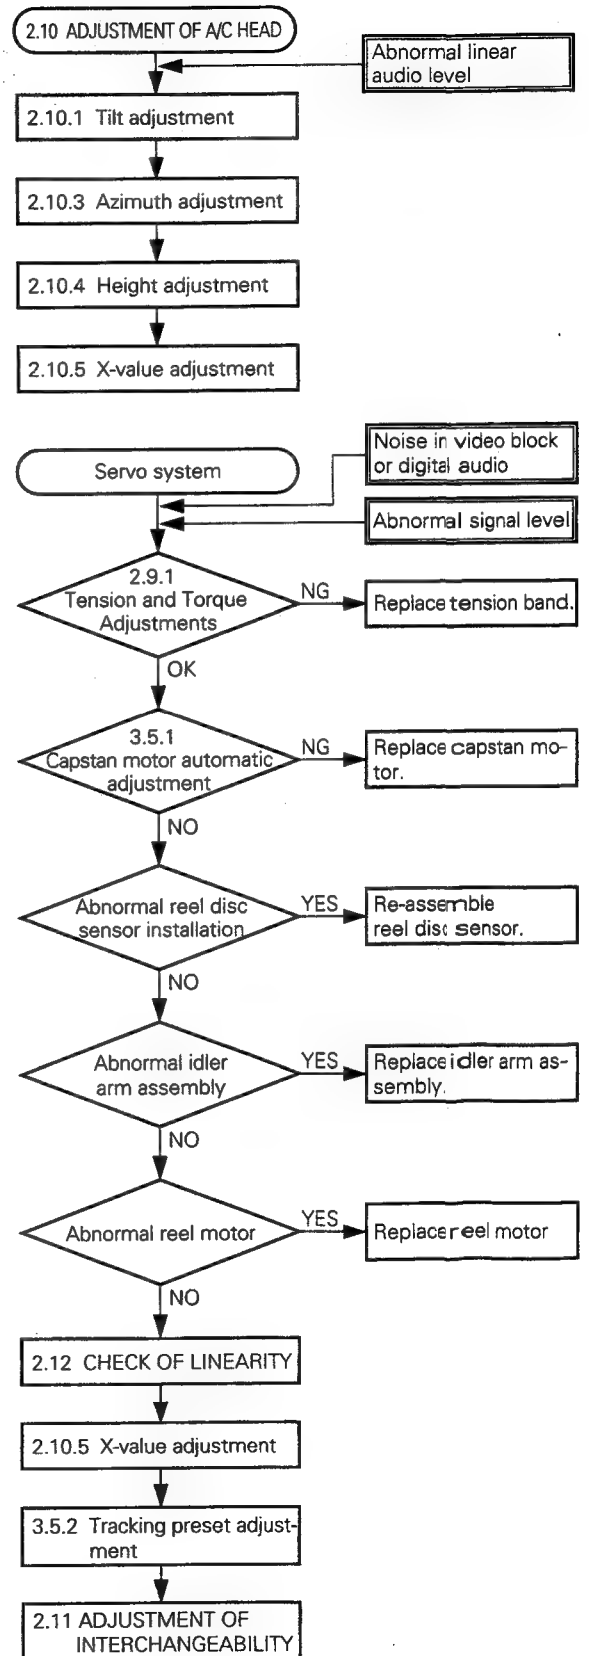 2.10 ADJUSTMENT OF A/C HEAD
Abnormal linear
audio level
2.10.1 Tilt adjustment
2.10.3 Azimuth adjustment
2.10.4 Height adjustment
2.10.5 X-value adjustment
Servo system
Noise in video block
or digital audio
Abnormal signal level
2.9.1
Tension and Torque
Adjustments
NG
Replace tension band.
OK
3.5.1
Capstan motor automatic
adjustment
NG
Replace capstan mo-
tor.
NO
Abnormal reel disc
sensor installation
YES
Re-assemble
reel disc sensor.
NO
Abnormal idler
arm assembly
YES
Replace idler arm as-
sembly.
NO
Abnormal reel motor
YES
Replace reel motor
NO
2.12 CHECK OF LINEARITY
2.10.5 X-value adjustment
3.5.2 Tracking preset adjust-
ment
2.11 ADJUSTMENT OF
INTERCHANGEABILITY